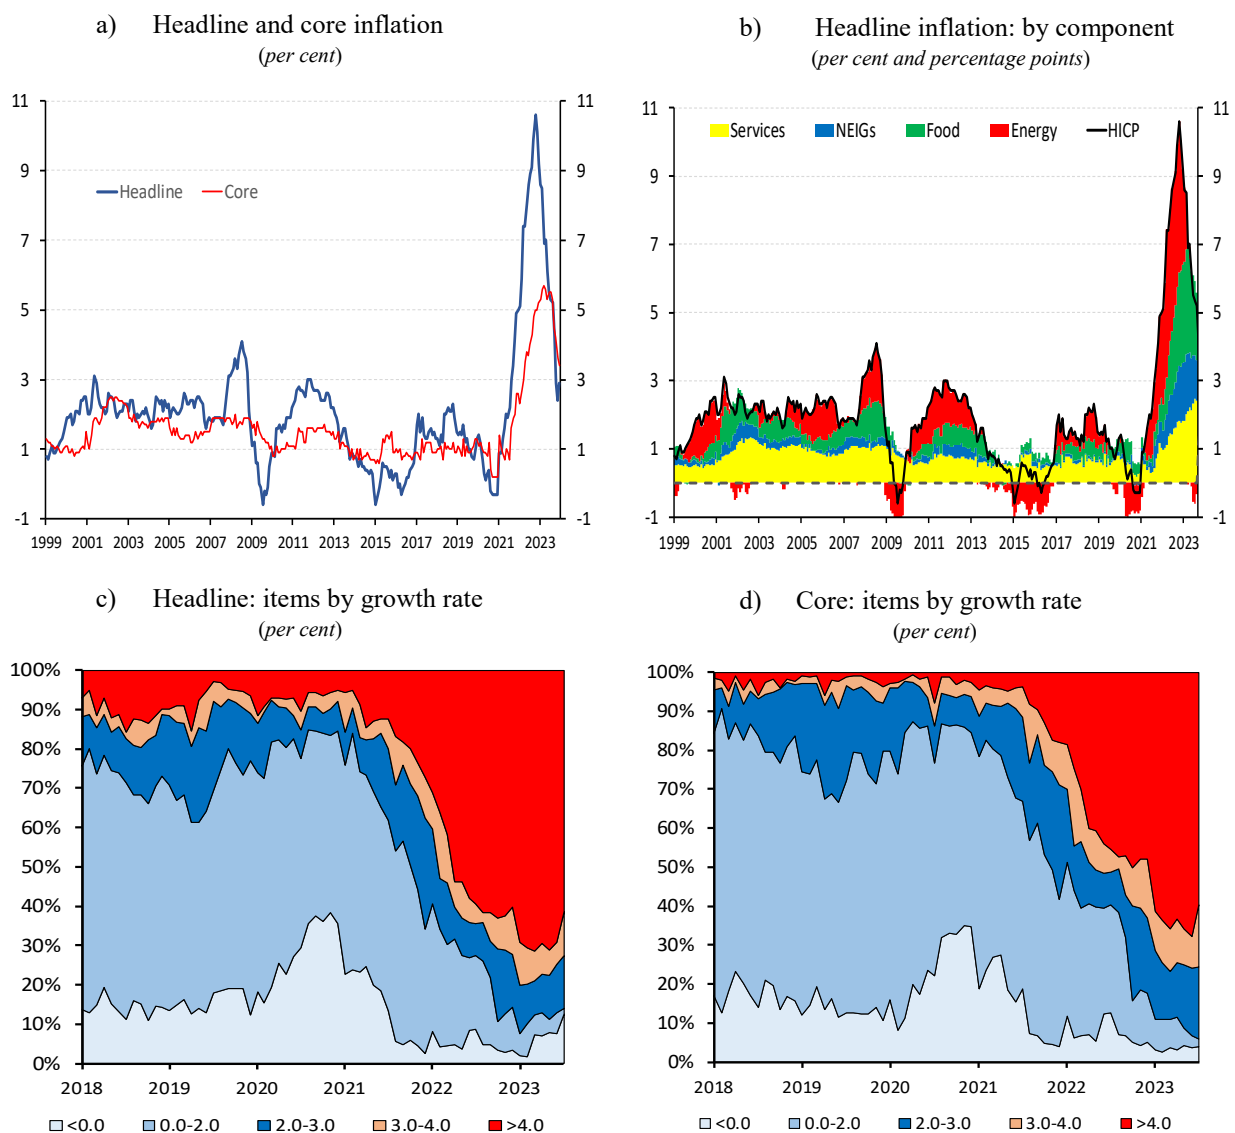 a) Headline and core inflation
(per cent)
11 11
9 9
Headline Core
7 7
5 5
3 3
1 1
-1 -1
1999 2001 2003 2005 2007 2009 2011 2013 2015 2017 2019 2021 2023
b) Headline inflation: by component
(per cent and percentage points)
11 11
Services NEIGs Food Energy HICP
9 9
7 7
5 5
3 3
1 1
-1 -1
1999 2001 2003 2005 2007 2009 2011 2013 2015 2017 2019 2021 2023
c) Headline: items by growth rate
(per cent)
100%
90%
80%
70%
60%
50%
40%
30%
20%
10%
0%
2018 2019 2020 2021 2022 2023
<0.0 0.0-2.0 2.0-3.0 3.0-4.0 >4.0
d) Core: items by growth rate
(per cent)
100%
90%
80%
70%
60%
50%
40%
30%
20%
10%
0%
2018 2019 2020 2021 2022 2023
<0.0 0.0-2.0 2.0-3.0 3.0-4.0 >4.0